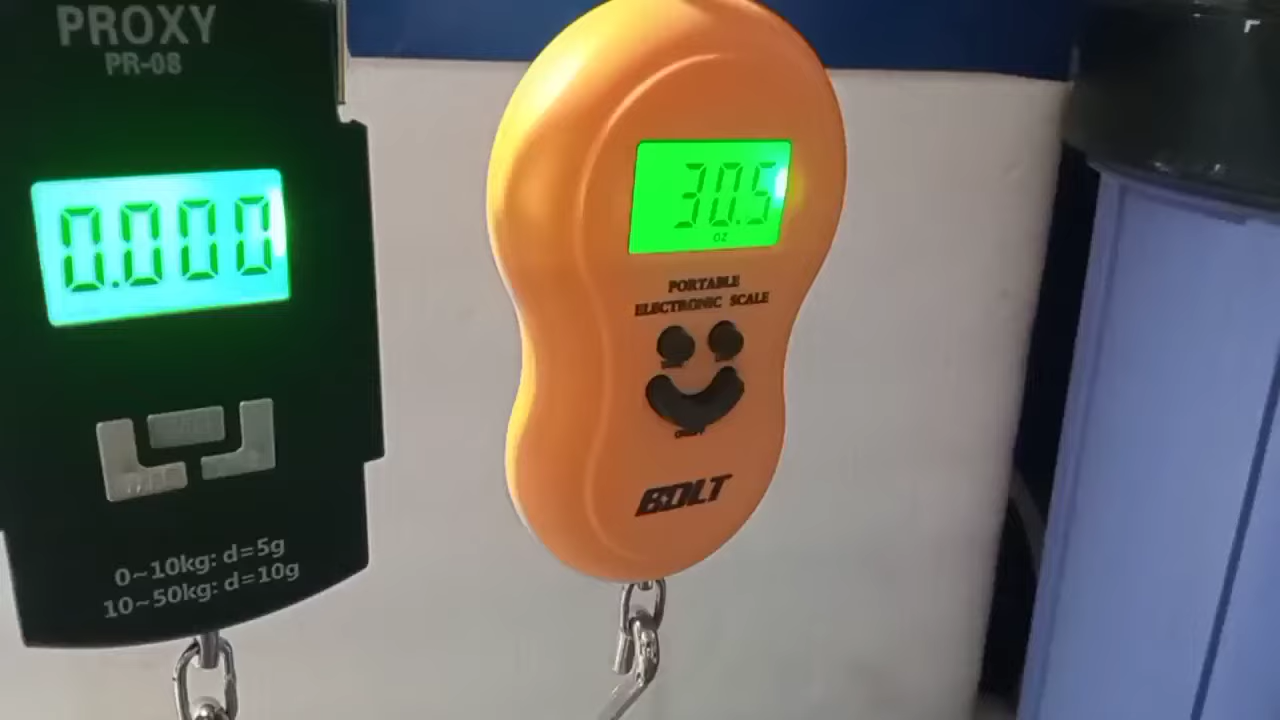 PROXY
PR-08
0.000
0~10kg: d=5g
10~50kg: d=10g
30.5
OZ
PORTABLE
ELECTRONIC SCALE
BOLT